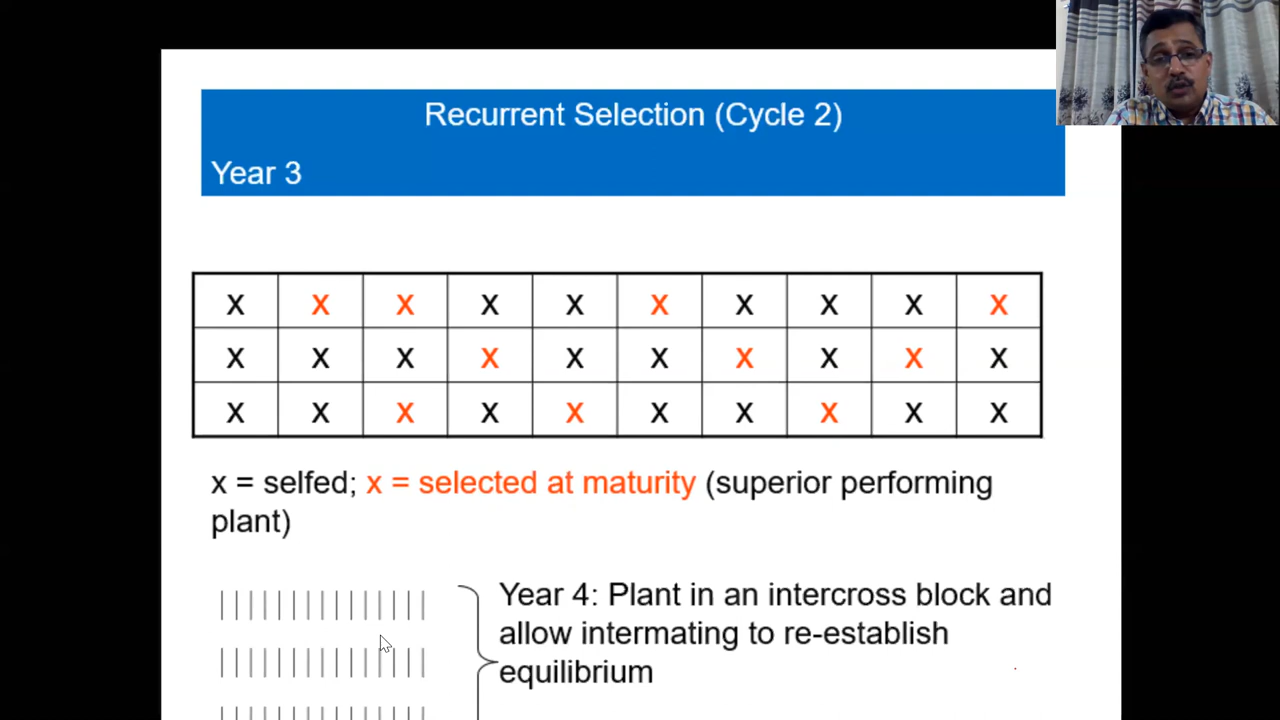 Recurrent Selection (Cycle 2)
Year 3
x x x x x x x x x x
x x x x x x x x x x
x x x x x x x x x x
x = selfed; x = selected at maturity (superior performing
plant)
| | | | | | | | | | | | | | |
Year 4: Plant in an intercross block and
allow intermating to re-establish
| | | | | | | | | | | | | | |
equilibrium
| | | | | | | | | | | | | | |